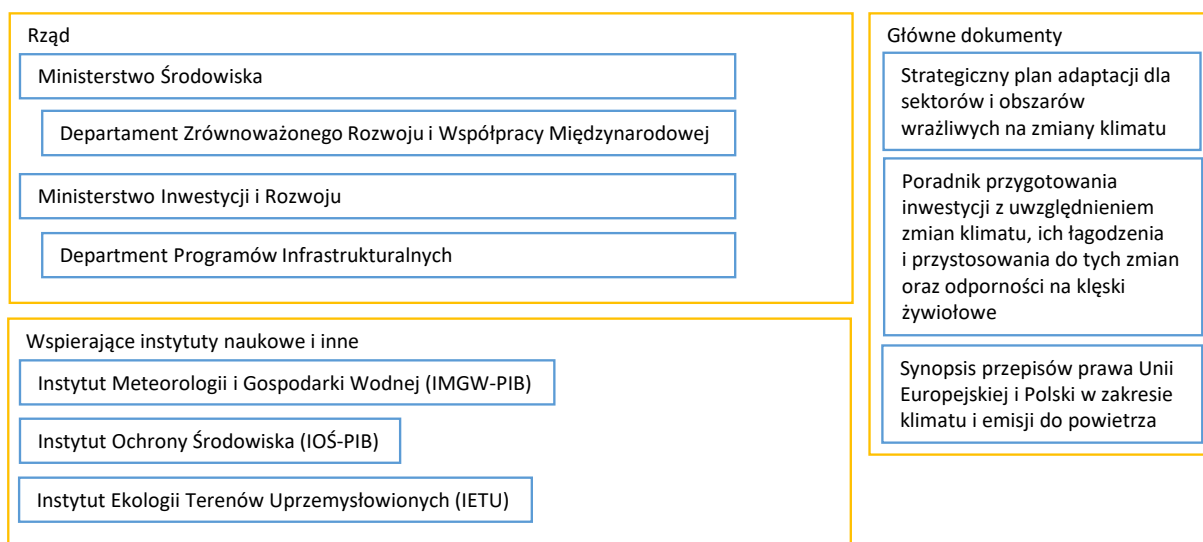 Rząd
Ministerstwo Środowiska
Departament Zrównoważonego Rozwoju i Współpracy Międzynarodowej
Ministerstwo Inwestycji i Rozwoju
Department Programów Infrastrukturalnych
Wspierające instytuty naukowe i inne
Instytut Meteorologii i Gospodarki Wodnej (IMGW-PIB)
Instytut Ochrony Środowiska (IOŚ-PIB)
Instytut Ekologii Terenów Uprzemysłowionych (IETU)
Główne dokumenty
Strategiczny plan adaptacji dla
sektorów i obszarów
wrażliwych na zmiany klimatu
Poradnik przygotowania
inwestycji z uwzględnieniem
zmian klimatu, ich łagodzenia
i przystosowania do tych zmian
oraz odporności na klęski
żywiołowe
Synopsis przepisów prawa Unii
Europejskiej i Polski w zakresie
klimatu i emisji do powietrza